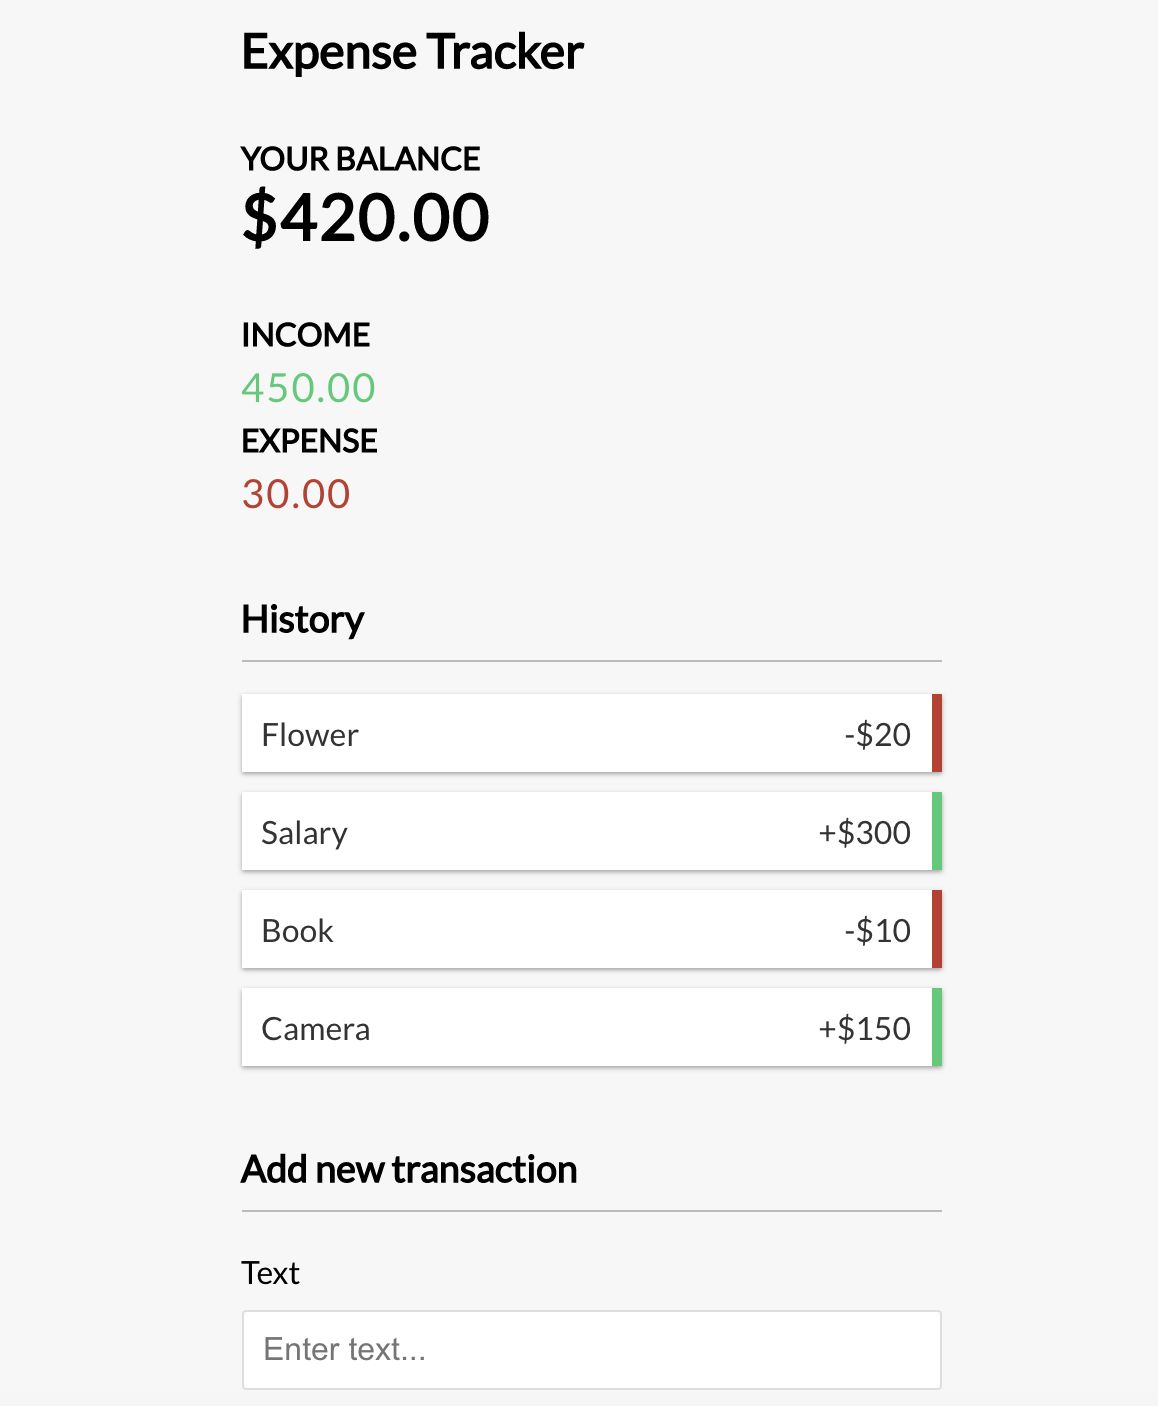 Expense Tracker
YOUR BALANCE
$420.00
INCOME
450.00
EXPENSE
30.00
History
Flower -$20
Salary +$300
Book -$10
Camera +$150
Add new transaction
Text
Enter text...